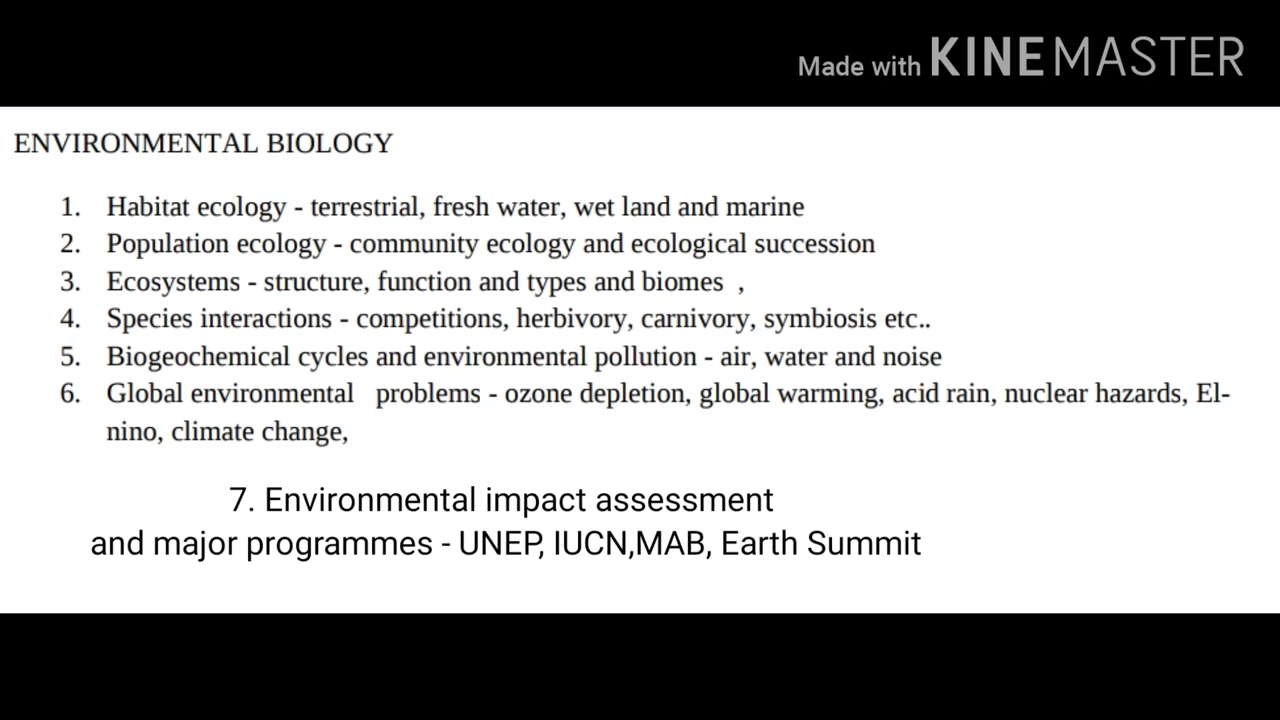 Made with KINEMASTER
ENVIRONMENTAL BIOLOGY
1. Habitat ecology - terrestrial, fresh water, wet land and marine
2. Population ecology - community ecology and ecological succession
3. Ecosystems - structure, function and types and biomes ,
4. Species interactions - competitions, herbivory, carnivory, symbiosis etc..
5. Biogeochemical cycles and environmental pollution - air, water and noise
6. Global environmental problems - ozone depletion, global warming, acid rain, nuclear hazards, El-
nino, climate change,
7. Environmental impact assessment
and major programmes - UNEP, IUCN,MAB, Earth Summit